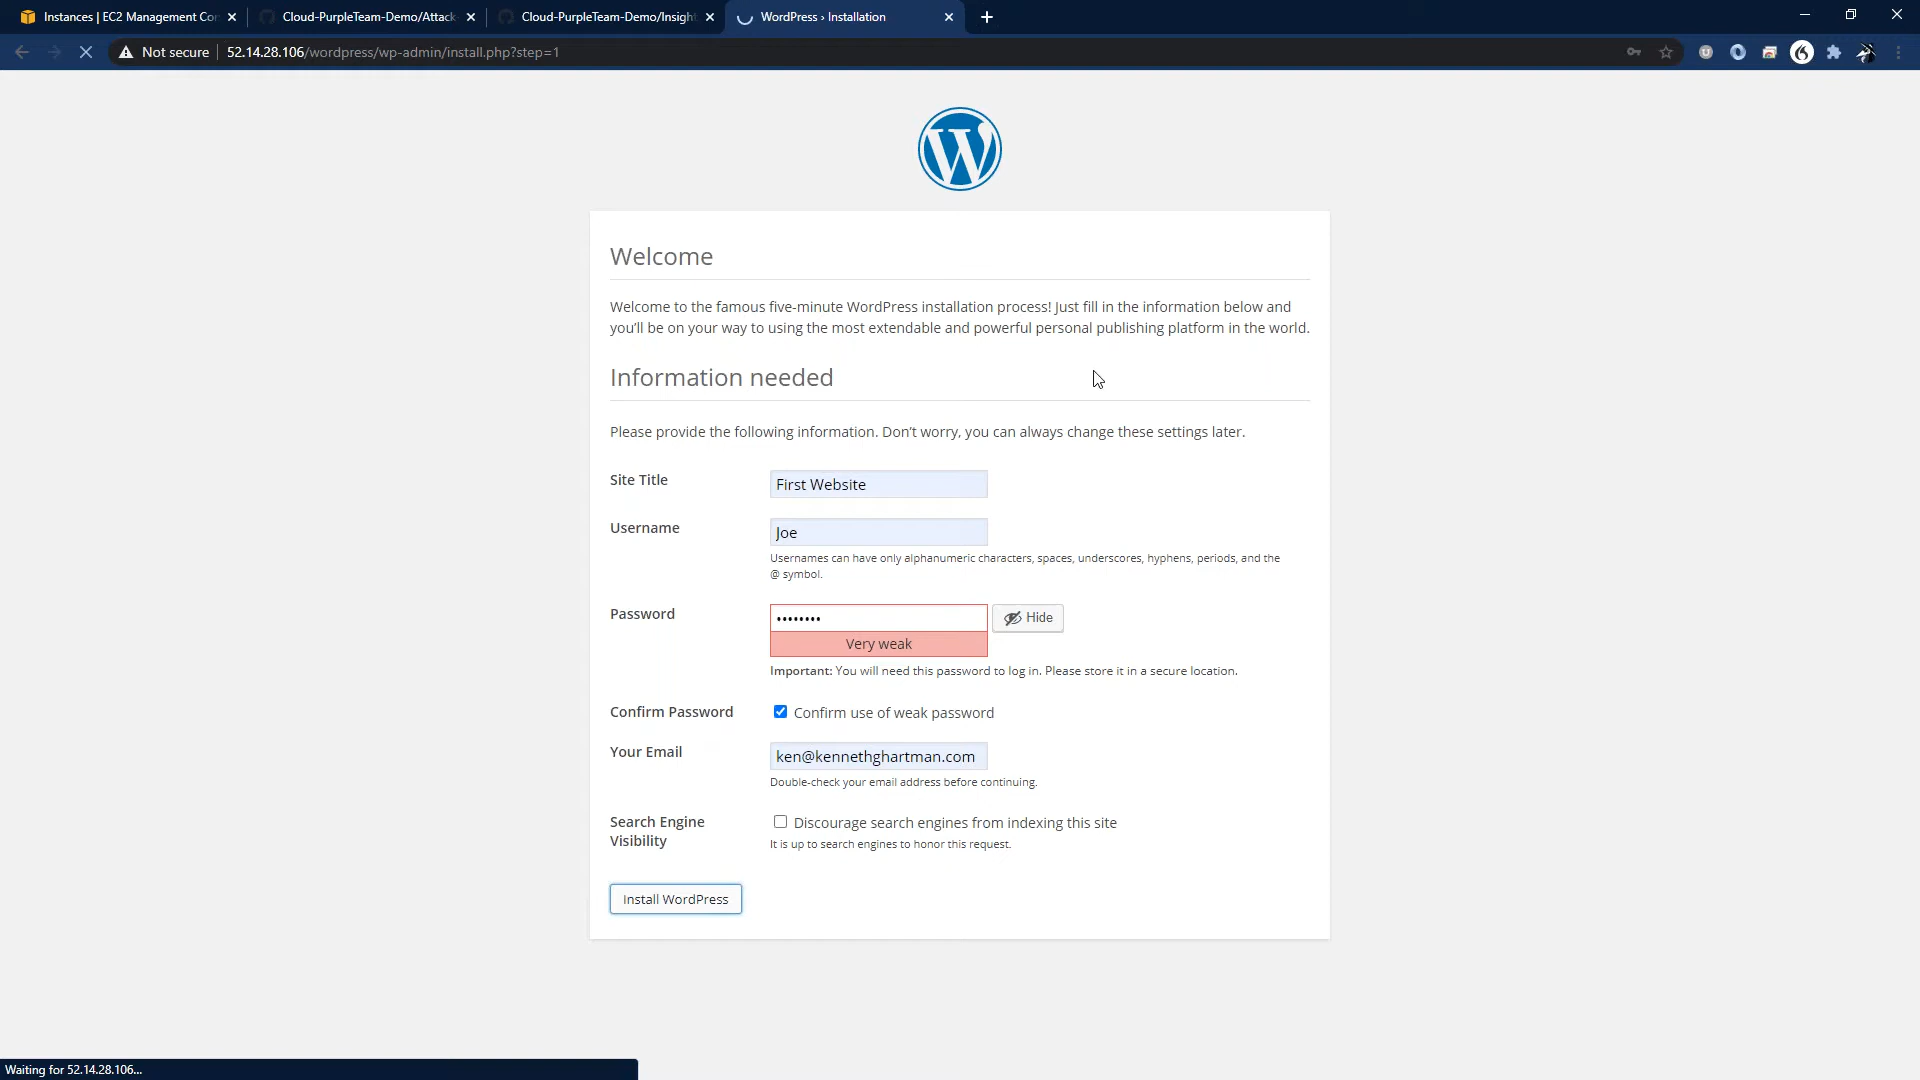 Instances | EC2 Management Con
Cloud-PurpleTeam-Demo/Attack-
Cloud-PurpleTeam-Demo/Insight
WordPress › Installation
Not secure
52.14.28.106/wordpress/wp-admin/install.php?step=1
Welcome
Welcome to the famous five-minute WordPress installation process! Just fill in the information below and
you’ll be on your way to using the most extendable and powerful personal publishing platform in the world.
Information needed
Please provide the following information. Don’t worry, you can always change these settings later.
Site Title
First Website
Username
Joe
Usernames can have only alphanumeric characters, spaces, underscores, hyphens, periods, and the
@ symbol.
Password
••••••••
Hide
Very weak
Important: You will need this password to log in. Please store it in a secure location.
Confirm Password
Confirm use of weak password
Your Email
ken@kennethghartman.com
Double-check your email address before continuing.
Search Engine
Visibility
Discourage search engines from indexing this site
It is up to search engines to honor this request.
Install WordPress
Waiting for 52.14.28.106...